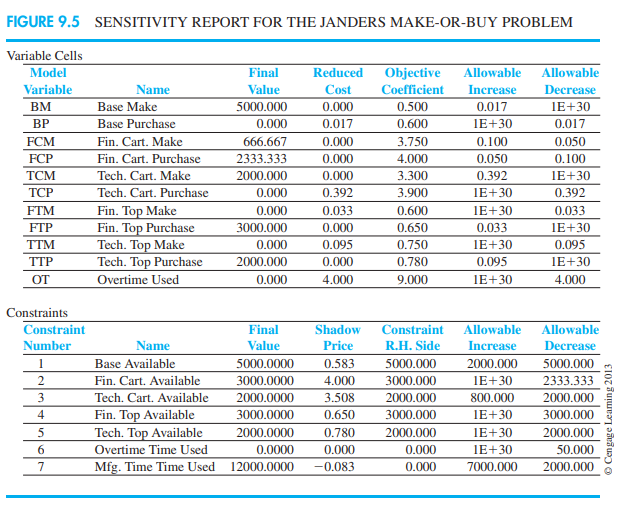 FIGURE 9.5 SENSITIVITY REPORT FOR THE JANDERS MAKE-OR-BUY PROBLEM
Variable Cells
Model Final Reduced Objective Allowable Allowable
Variable Name Value Cost Coefficient Increase Decrease
BM Base Make 5000.000 0.000 0.500 0.017 1E+30
BP Base Purchase 0.000 0.017 0.600 1E+30 0.017
FCM Fin. Cart. Make 666.667 0.000 3.750 0.100 0.050
FCP Fin. Cart. Purchase 2333.333 0.000 4.000 0.050 0.100
TCM Tech. Cart. Make 2000.000 0.000 3.300 0.392 1E+30
TCP Tech. Cart. Purchase 0.000 0.392 3.900 1E+30 0.392
FTM Fin. Top Make 0.000 0.033 0.600 1E+30 0.033
FTP Fin. Top Purchase 3000.000 0.000 0.650 0.033 1E+30
TTM Tech. Top Make 0.000 0.095 0.750 1E+30 0.095
TTP Tech. Top Purchase 2000.000 0.000 0.780 0.095 1E+30
OT Overtime Used 0.000 4.000 9.000 1E+30 4.000
Constraints
Constraint Final Shadow Constraint Allowable Allowable
Number Name Value Price R.H. Side Increase Decrease
1 Base Available 5000.0000 0.583 5000.000 2000.000 5000.000
2 Fin. Cart. Available 3000.0000 4.000 3000.000 1E+30 2333.333
3 Tech. Cart. Available 2000.0000 3.508 2000.000 800.000 2000.000
4 Fin. Top Available 3000.0000 0.650 3000.000 1E+30 3000.000
5 Tech. Top Available 2000.0000 0.780 2000.000 1E+30 2000.000
6 Overtime Time Used 0.0000 0.000 0.000 1E+30 50.000
7 Mfg. Time Time Used 12000.0000 −0.083 0.000 7000.000 2000.000
© Cengage Learning 2013